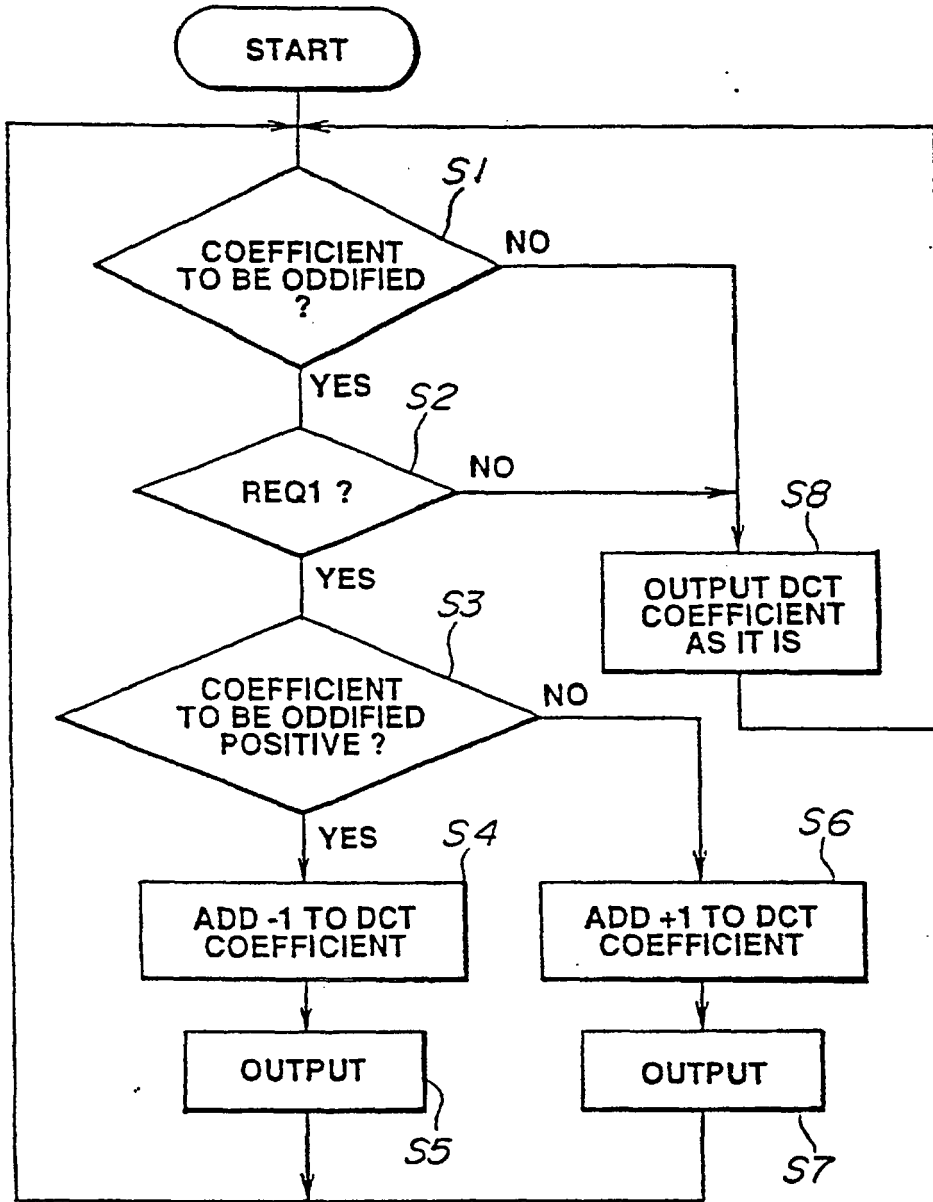 START
S1
COEFFICIENT
TO BE ODDIFIED
?
NO
YES
S2
REQ1 ?
NO
YES
S8
OUTPUT DCT
COEFFICIENT
AS IT IS
S3
COEFFICIENT
TO BE ODDIFIED
POSITIVE ?
NO
YES
S4
ADD -1 TO DCT
COEFFICIENT
S6
ADD +1 TO DCT
COEFFICIENT
OUTPUT
S5
OUTPUT
S7